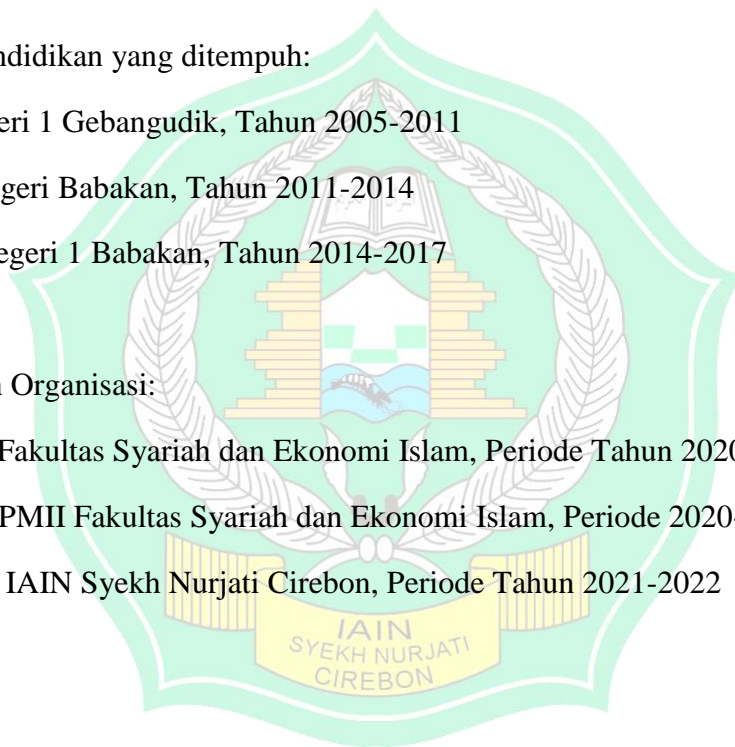 ndidikan yang ditempuh:
eri 1 Gebangudik, Tahun 2005-2011
geri Babakan, Tahun 2011-2014
egeri 1 Babakan, Tahun 2014-2017
n Organisasi:
Fakultas Syariah dan Ekonomi Islam, Periode Tahun 2020
PMII Fakultas Syariah dan Ekonomi Islam, Periode 2020-
IAIN Syekh Nurjati Cirebon, Periode Tahun 2021-2022
IAIN
SYEKH NURJATI
CIREBON